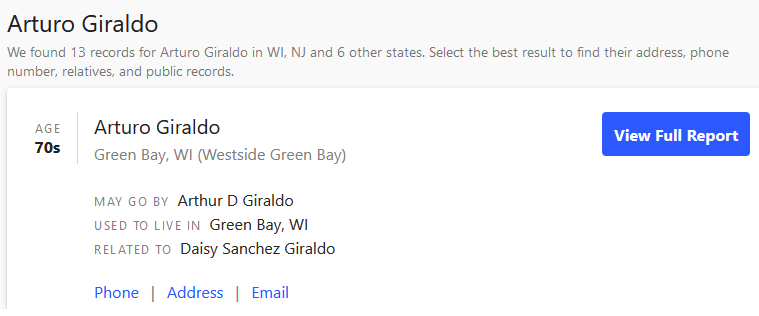 Arturo Giraldo
We found 13 records for Arturo Giraldo in WI, NJ and 6 other states. Select the best result to find their address, phone
number, relatives, and public records.
AGE
70s
Arturo Giraldo
Green Bay, WI (Westside Green Bay)
View Full Report
MAY GO BY Arthur D Giraldo
USED TO LIVE IN Green Bay, WI
RELATED TO Daisy Sanchez Giraldo
Phone | Address | Email